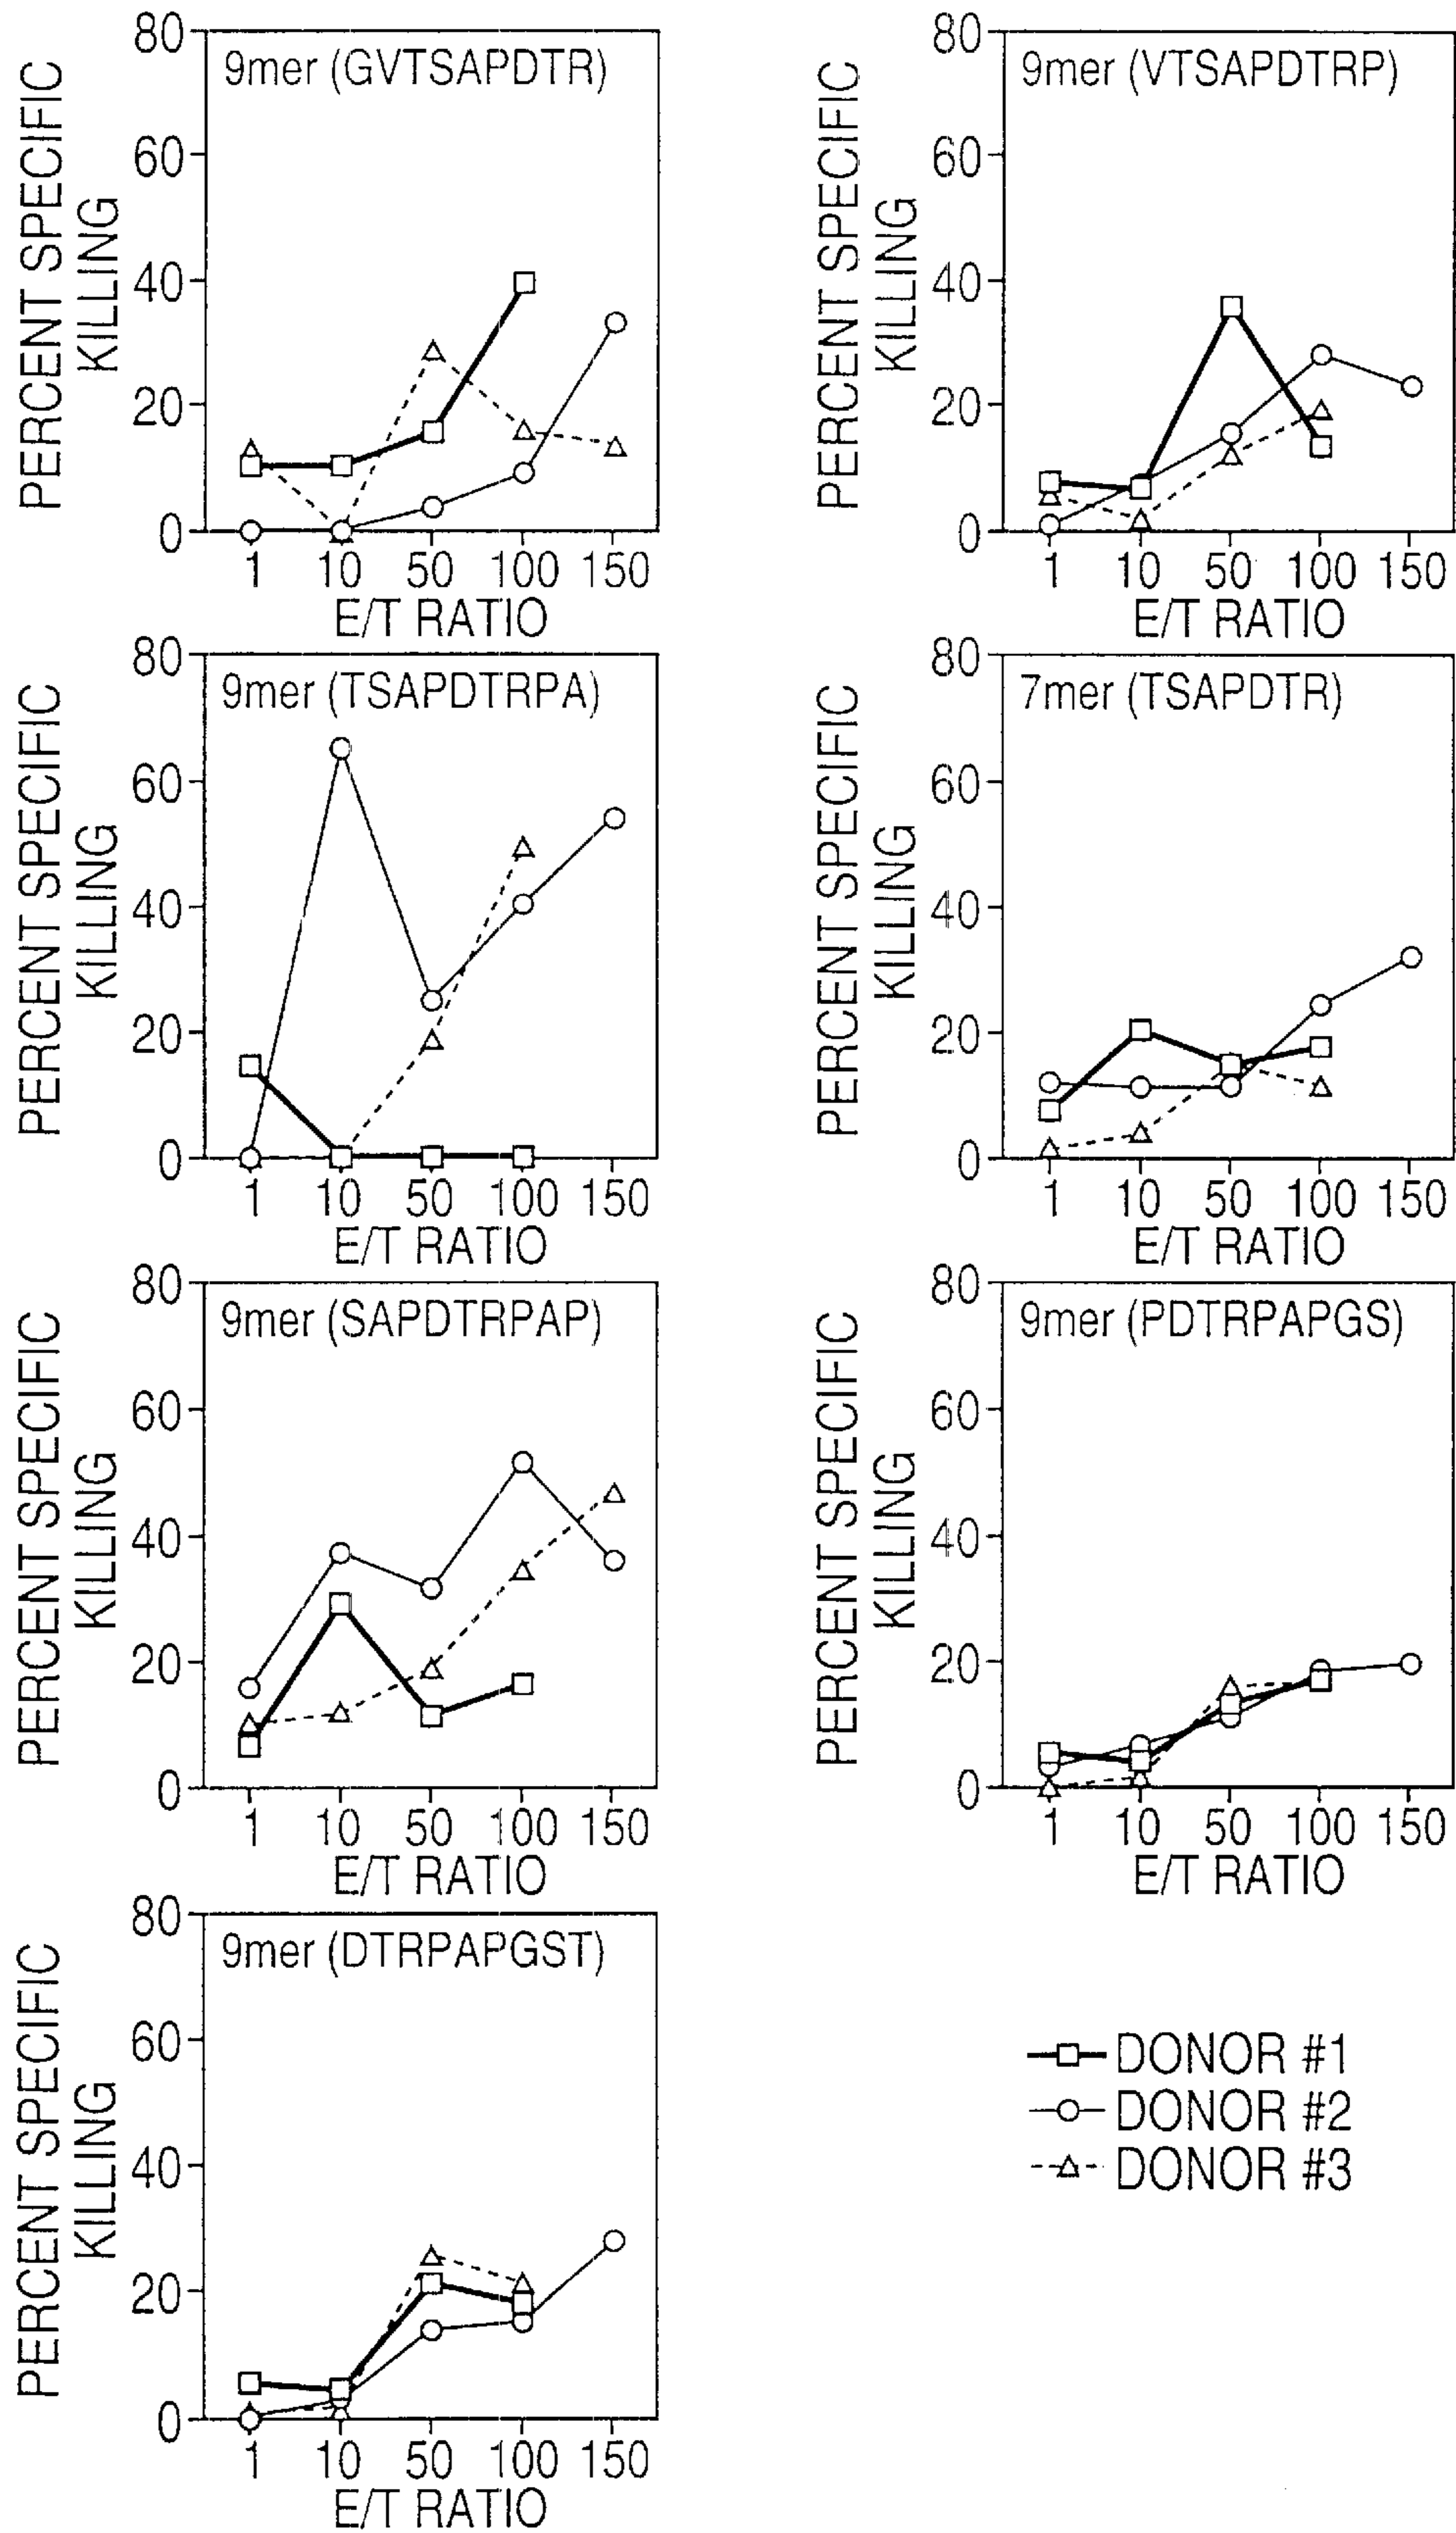 9mer (GVTSAPDTR)
PERCENT SPECIFIC
KILLING
80
60
40
20
0
1 10 50 100 150
E/T RATIO
9mer (VTSAPDTRP)
PERCENT SPECIFIC
KILLING
80
60
40
20
0
1 10 50 100 150
E/T RATIO
9mer (TSAPDTRPA)
PERCENT SPECIFIC
KILLING
80
60
40
20
0
1 10 50 100 150
E/T RATIO
7mer (TSAPDTR)
PERCENT SPECIFIC
KILLING
80
60
40
20
0
1 10 50 100 150
E/T RATIO
9mer (SAPDTRPAP)
PERCENT SPECIFIC
KILLING
80
60
40
20
0
1 10 50 100 150
E/T RATIO
9mer (PDTRPAPGS)
PERCENT SPECIFIC
KILLING
80
60
40
20
0
1 10 50 100 150
E/T RATIO
9mer (DTRPAPGST)
PERCENT SPECIFIC
KILLING
80
60
40
20
0
1 10 50 100 150
E/T RATIO
DONOR #1
DONOR #2
DONOR #3